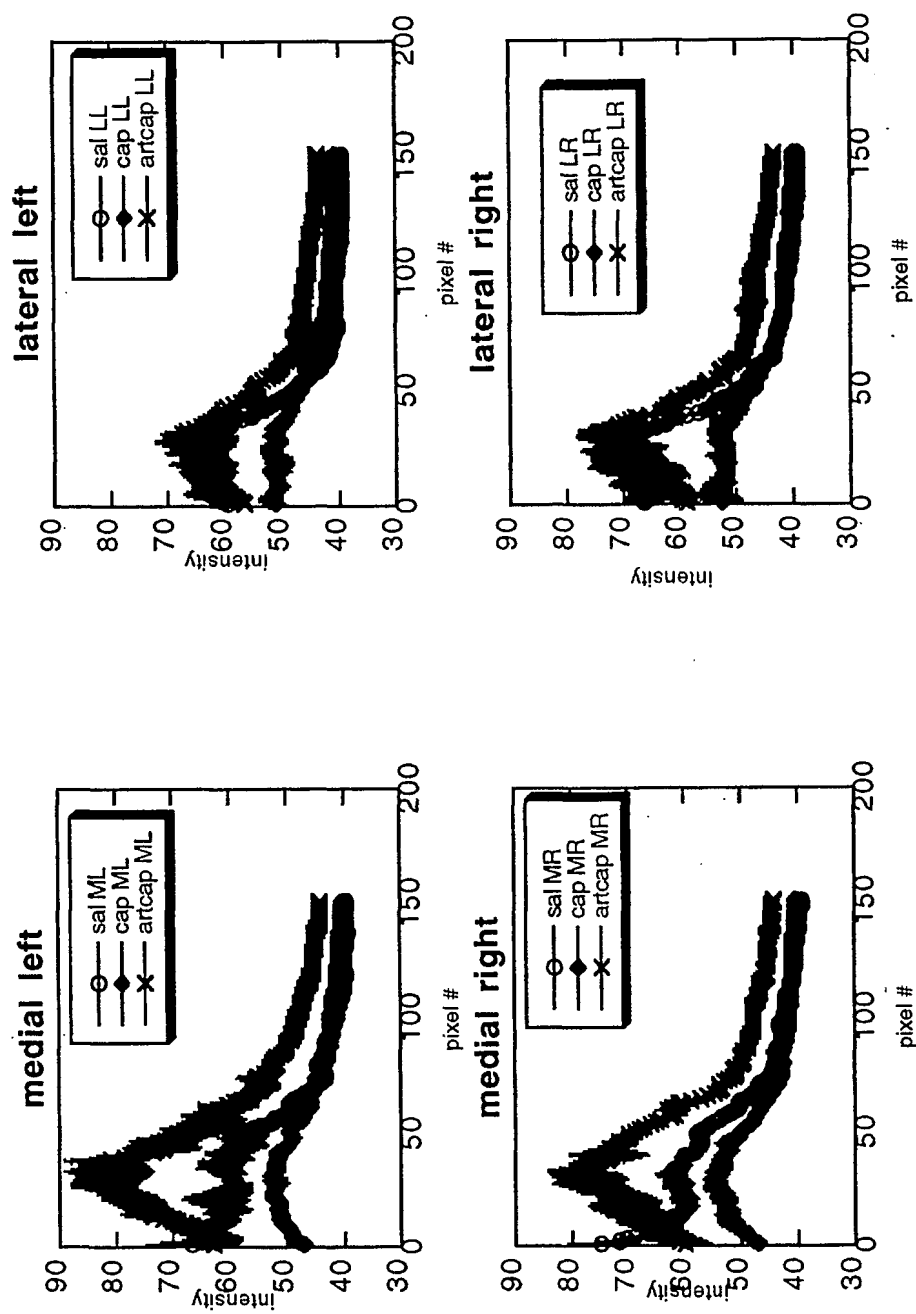 medial left
sal ML
cap ML
artcap ML
90
80
70
60
50
40
30
intensity
0
50
100
150
200
pixel #
lateral left
sal LL
cap LL
artcap LL
90
80
70
60
50
40
30
intensity
0
50
100
150
200
pixel #
medial right
sal MR
cap MR
artcap MR
90
80
70
60
50
40
30
intensity
0
50
100
150
200
pixel #
lateral right
sal LR
cap LR
artcap LR
90
80
70
60
50
40
30
intensity
0
50
100
150
200
pixel #